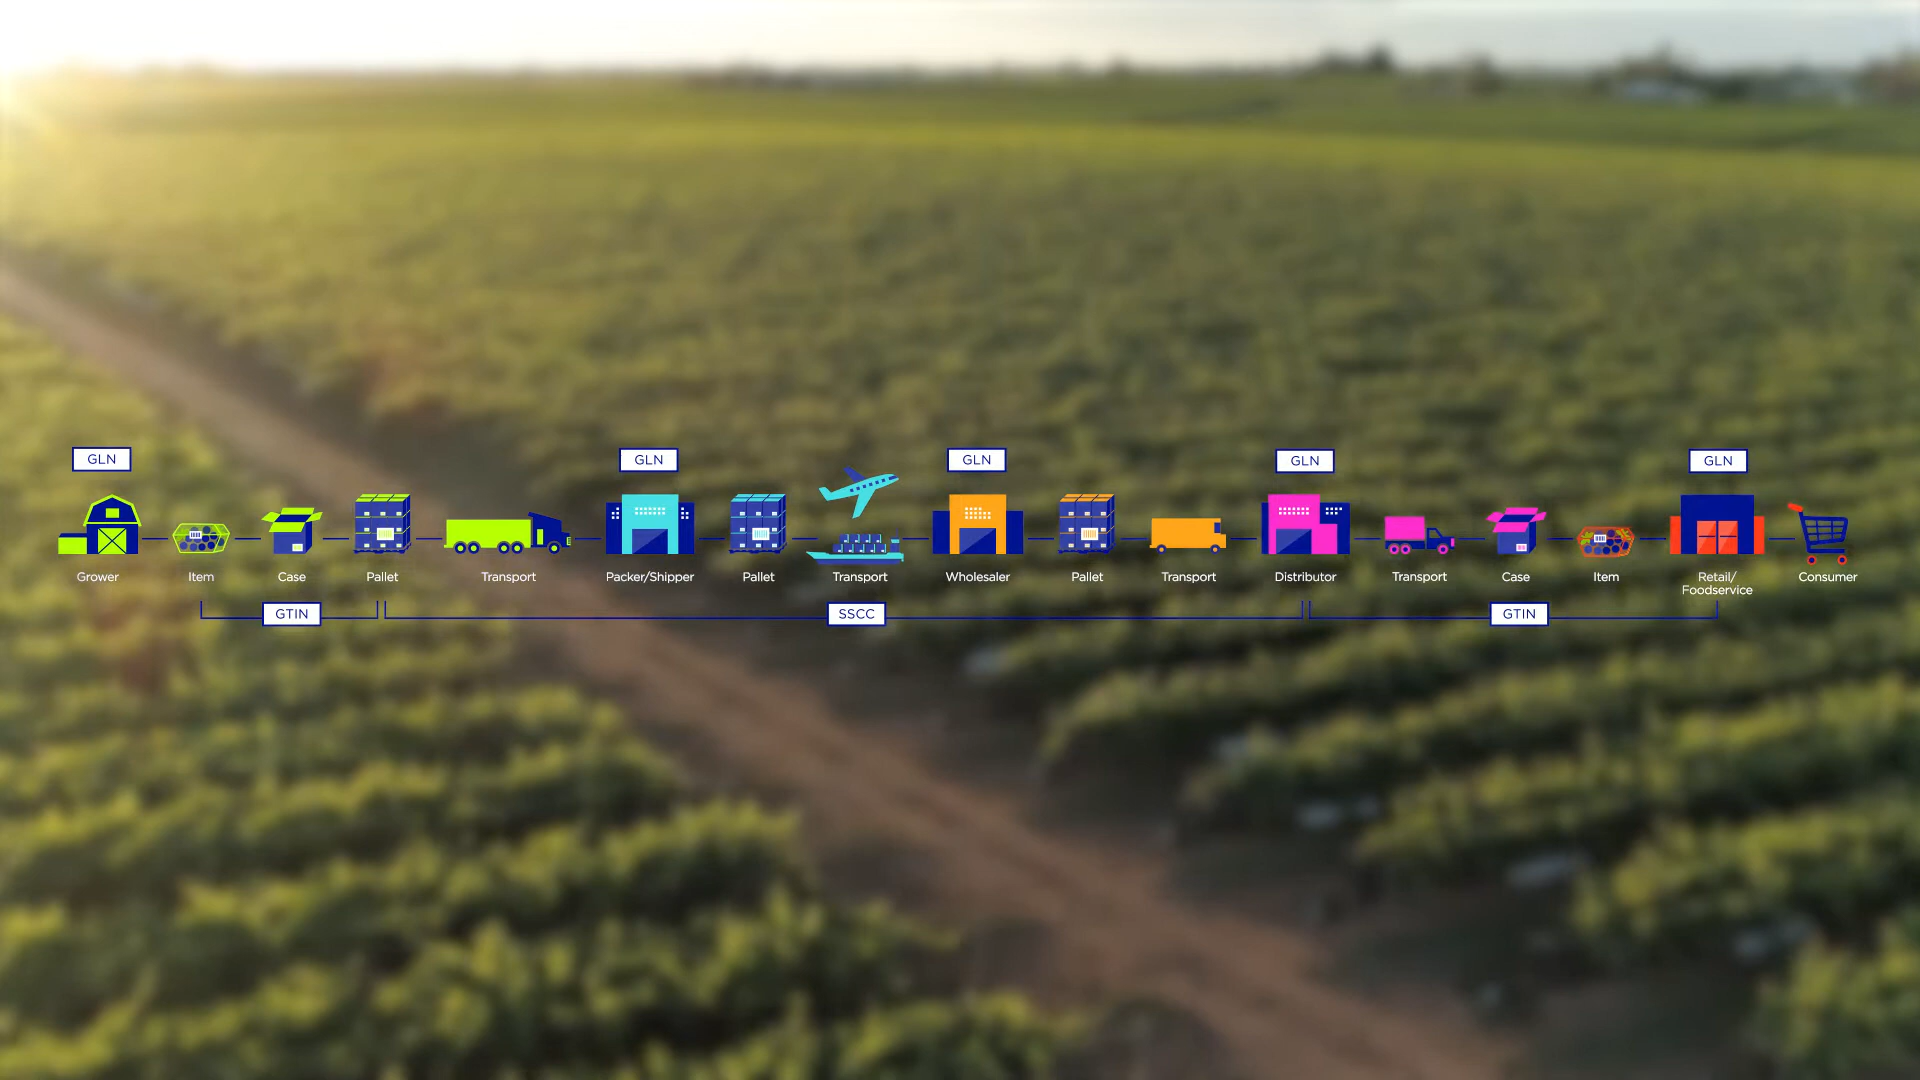 GLN GLN GLN GLN GLN
Grower Item Case Pallet Transport Packer/Shipper Pallet Transport Wholesaler Pallet Transport Distributor Transport Case Item Retail/ Consumer
Foodservice
GTIN SSCC GTIN